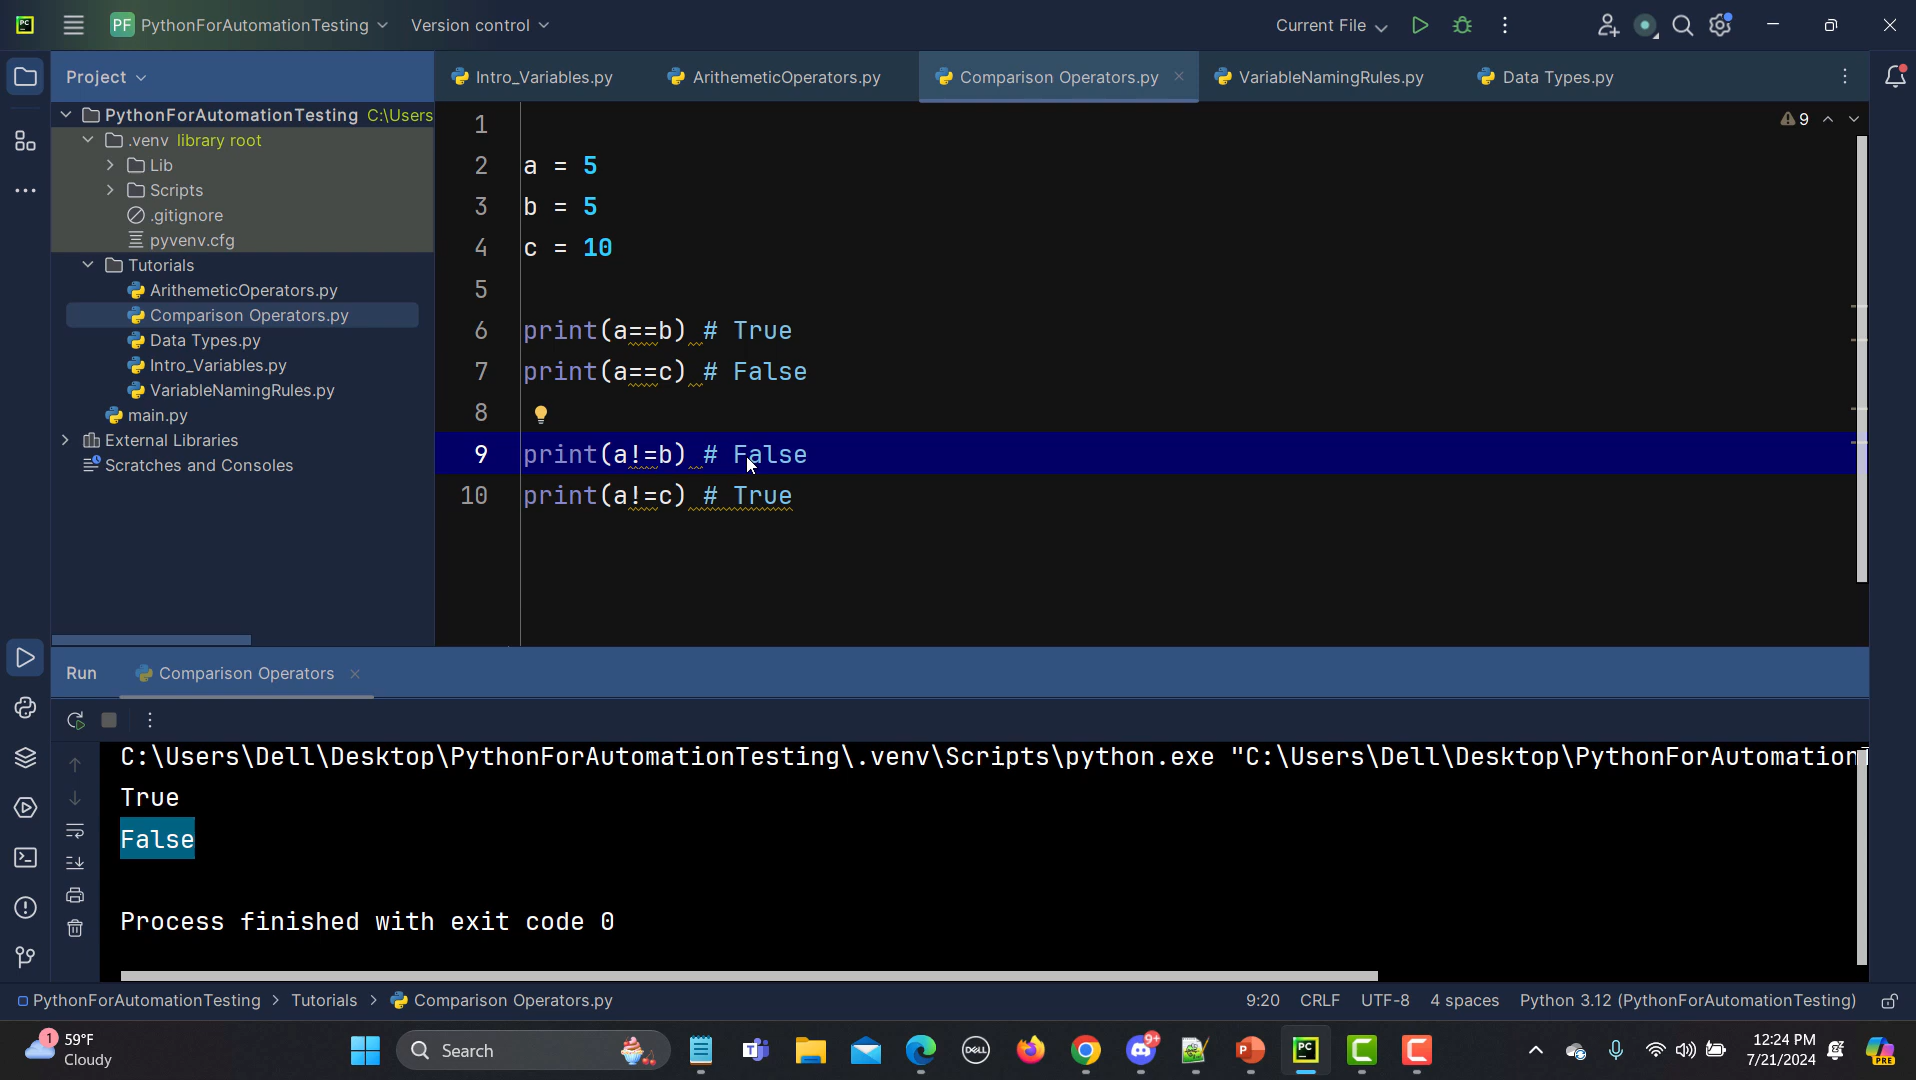 PF PythonForAutomationTesting Version control Current File
Project Intro_Variables.py ArithemeticOperators.py Comparison Operators.py VariableNamingRules.py Data Types.py
PythonForAutomationTesting C:\Users
.venv library root
Lib
Scripts
.gitignore
pyvenv.cfg
Tutorials
ArithemeticOperators.py
Comparison Operators.py
Data Types.py
Intro_Variables.py
VariableNamingRules.py
main.py
External Libraries
Scratches and Consoles
9
1
2 a = 5
3 b = 5
4 c = 10
5
6 print(a==b) # True
7 print(a==c) # False
8
9 print(a!=b) # False
10 print(a!=c) # True
Run Comparison Operators
C:\Users\Dell\Desktop\PythonForAutomationTesting\.venv\Scripts\python.exe "C:\Users\Dell\Desktop\PythonForAutomation
True
False
Process finished with exit code 0
PythonForAutomationTesting > Tutorials > Comparison Operators.py 9:20 CRLF UTF-8 4 spaces Python 3.12 (PythonForAutomationTesting)
1 59°F
Cloudy
Search
DELL
9+
PC
12:24 PM
7/21/2024
PRE